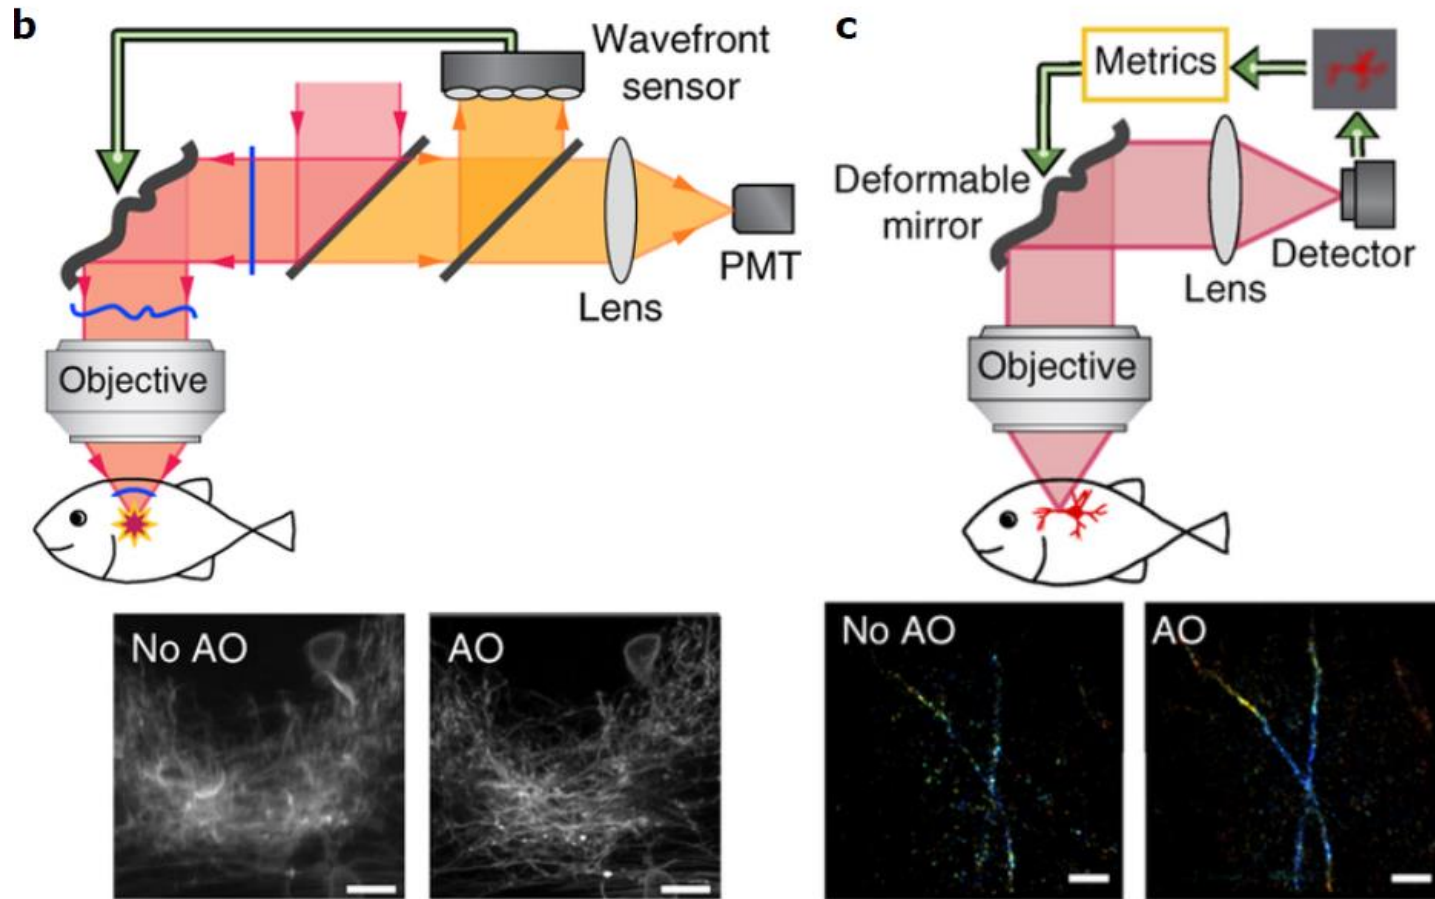 b
Wavefront
sensor
PMT
Lens
Objective
No AO
AO
c
Metrics
Deformable
mirror
Detector
Lens
Objective
No AO
AO